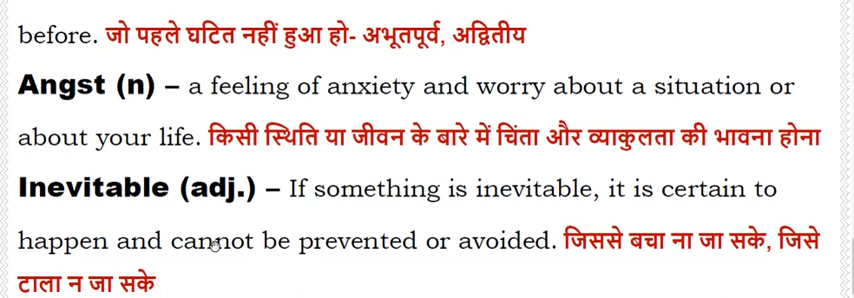 before. जो पहले घटित नहीं हुआ हो- अभूतपूर्व, अद्वितीय
Angst (n) – a feeling of anxiety and worry about a situation or
about your life. किसी स्थिति या जीवन के बारे में चिंता और व्याकुलता की भावना होना
Inevitable (adj.) – If something is inevitable, it is certain to
happen and cannot be prevented or avoided. जिससे बचा ना जा सके, जिसे
टाला न जा सके